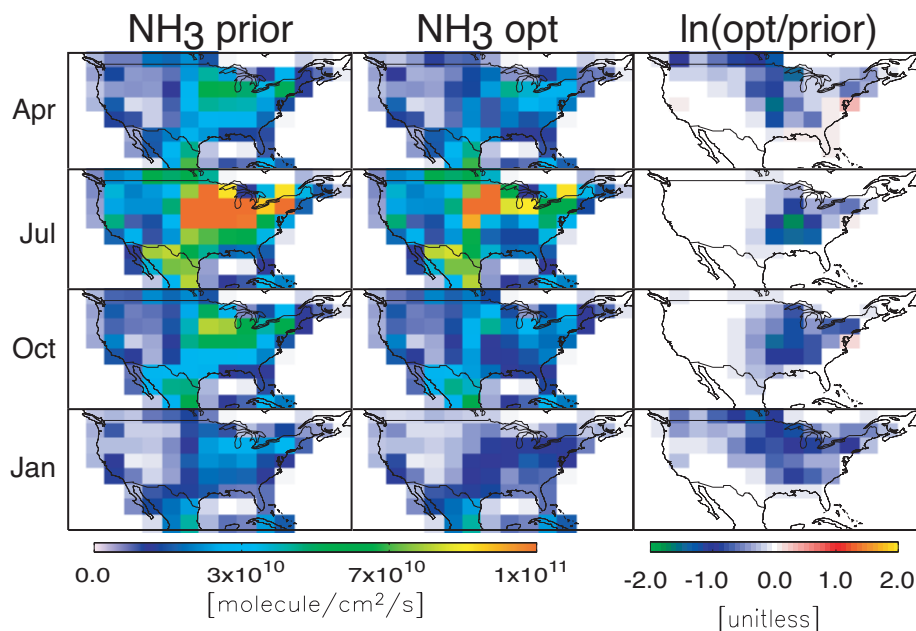 NH3 prior NH3 opt ln(opt/prior)
Apr
Jul
Oct
Jan
0.0 3x10^10 7x10^10 1x10^11
[molecule/cm^2/s]
-2.0 -1.0 0.0 1.0 2.0
[unitless]